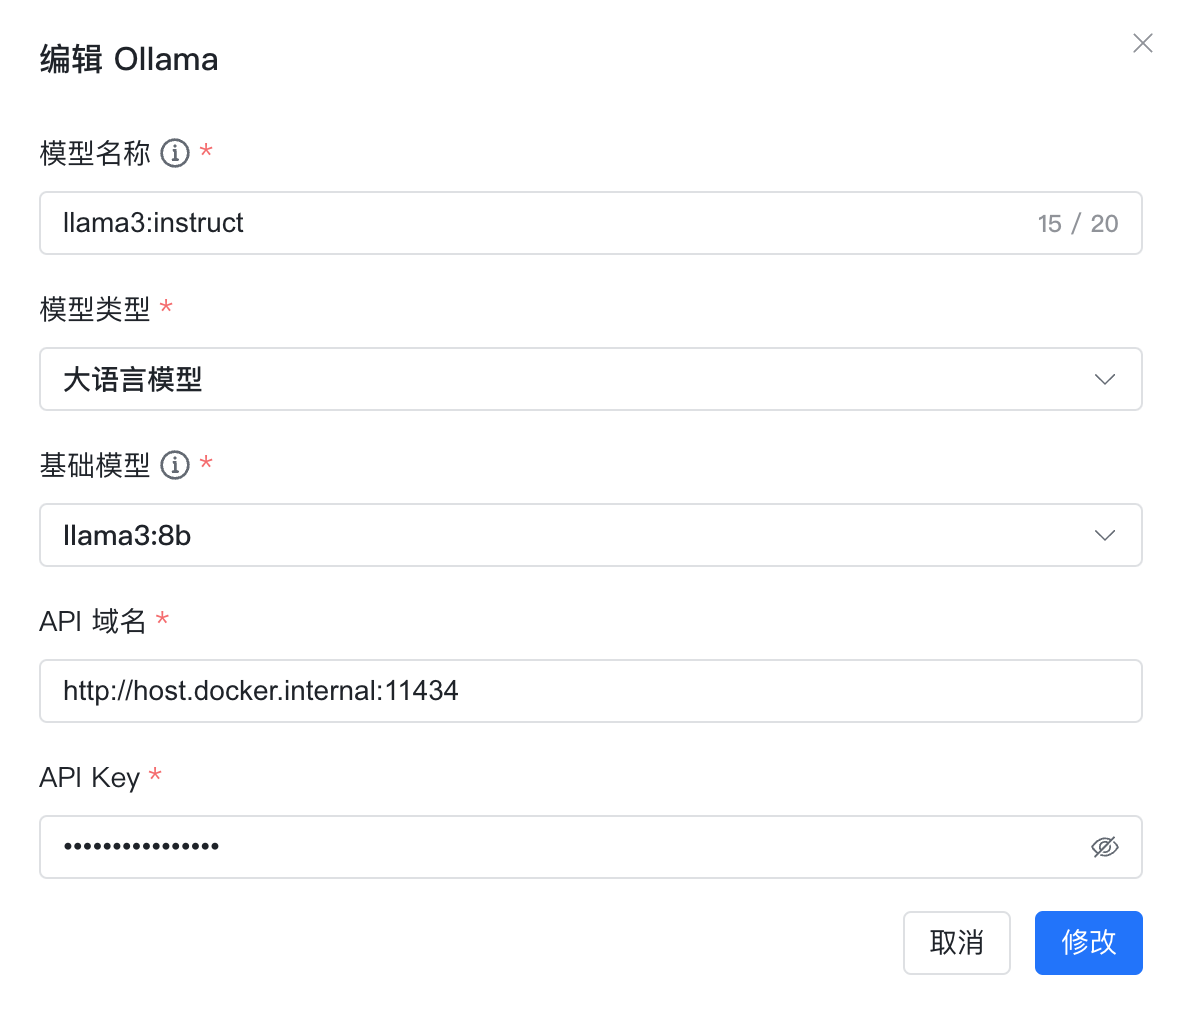 编辑 Ollama
模型名称 *
llama3:instruct 15 / 20
模型类型 *
大语言模型
基础模型 *
llama3:8b
API 域名 *
http://host.docker.internal:11434
API Key *
••••••••••••••••
取消 修改